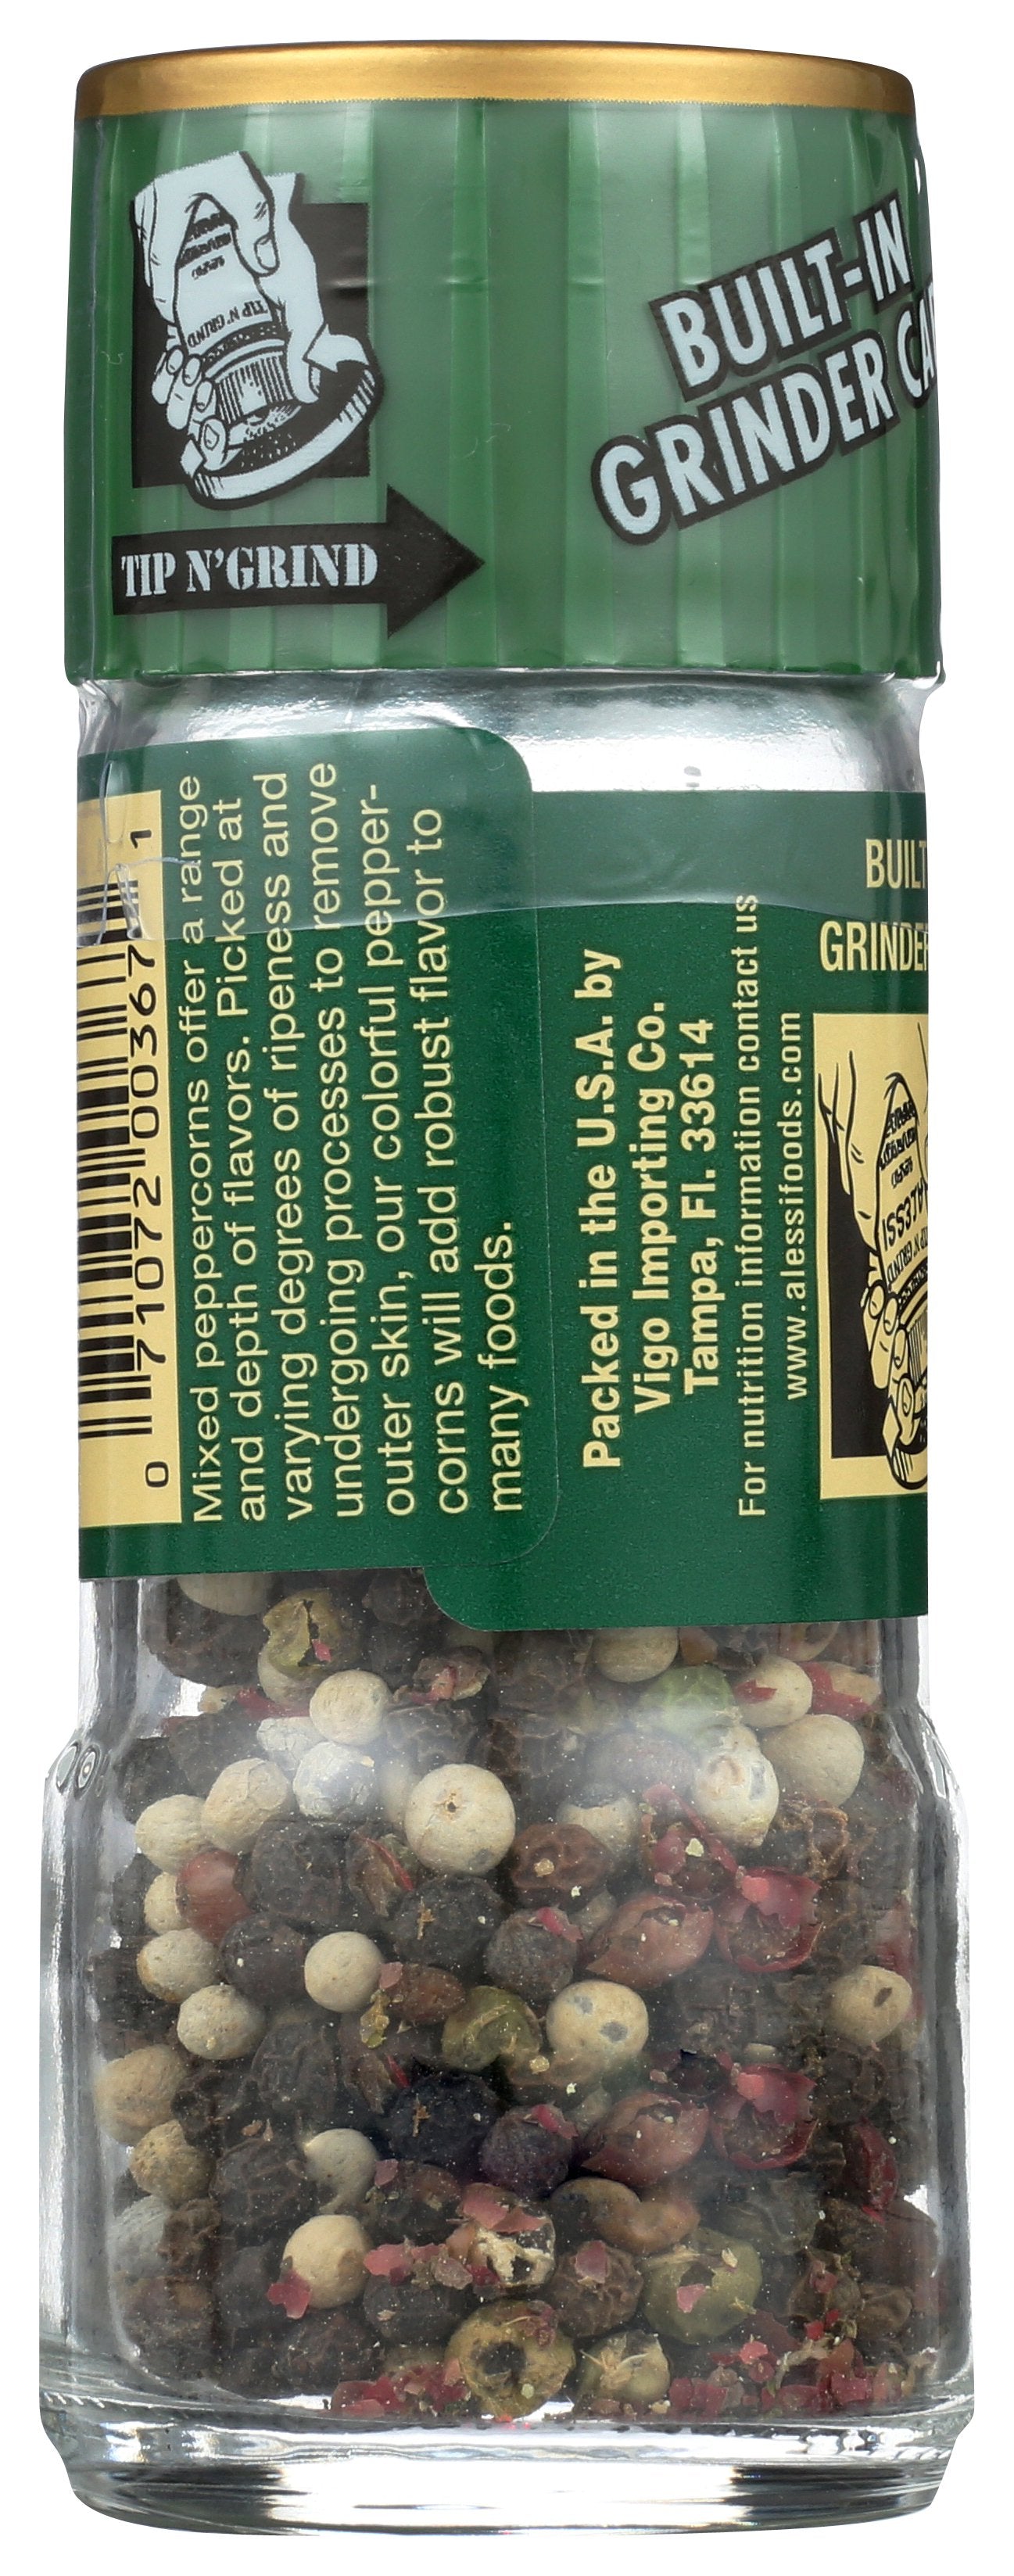 TIP N' GRIND
TIP N'GRIND
BUILT-IN
GRINDER
0 71072 00367 1
Mixed peppercorns offer a range
and depth of flavors. Picked at
varying degrees of ripeness and
undergoing processes to remove
outer skin, our colorful pepper-
corns will add robust flavor to
many foods.
Packed in the U.S.A. by
Vigo Importing Co.
Tampa, Fl. 33614
For nutrition information contact us
www.alessifoods.com
BUILT
GRINDER
ALESSI